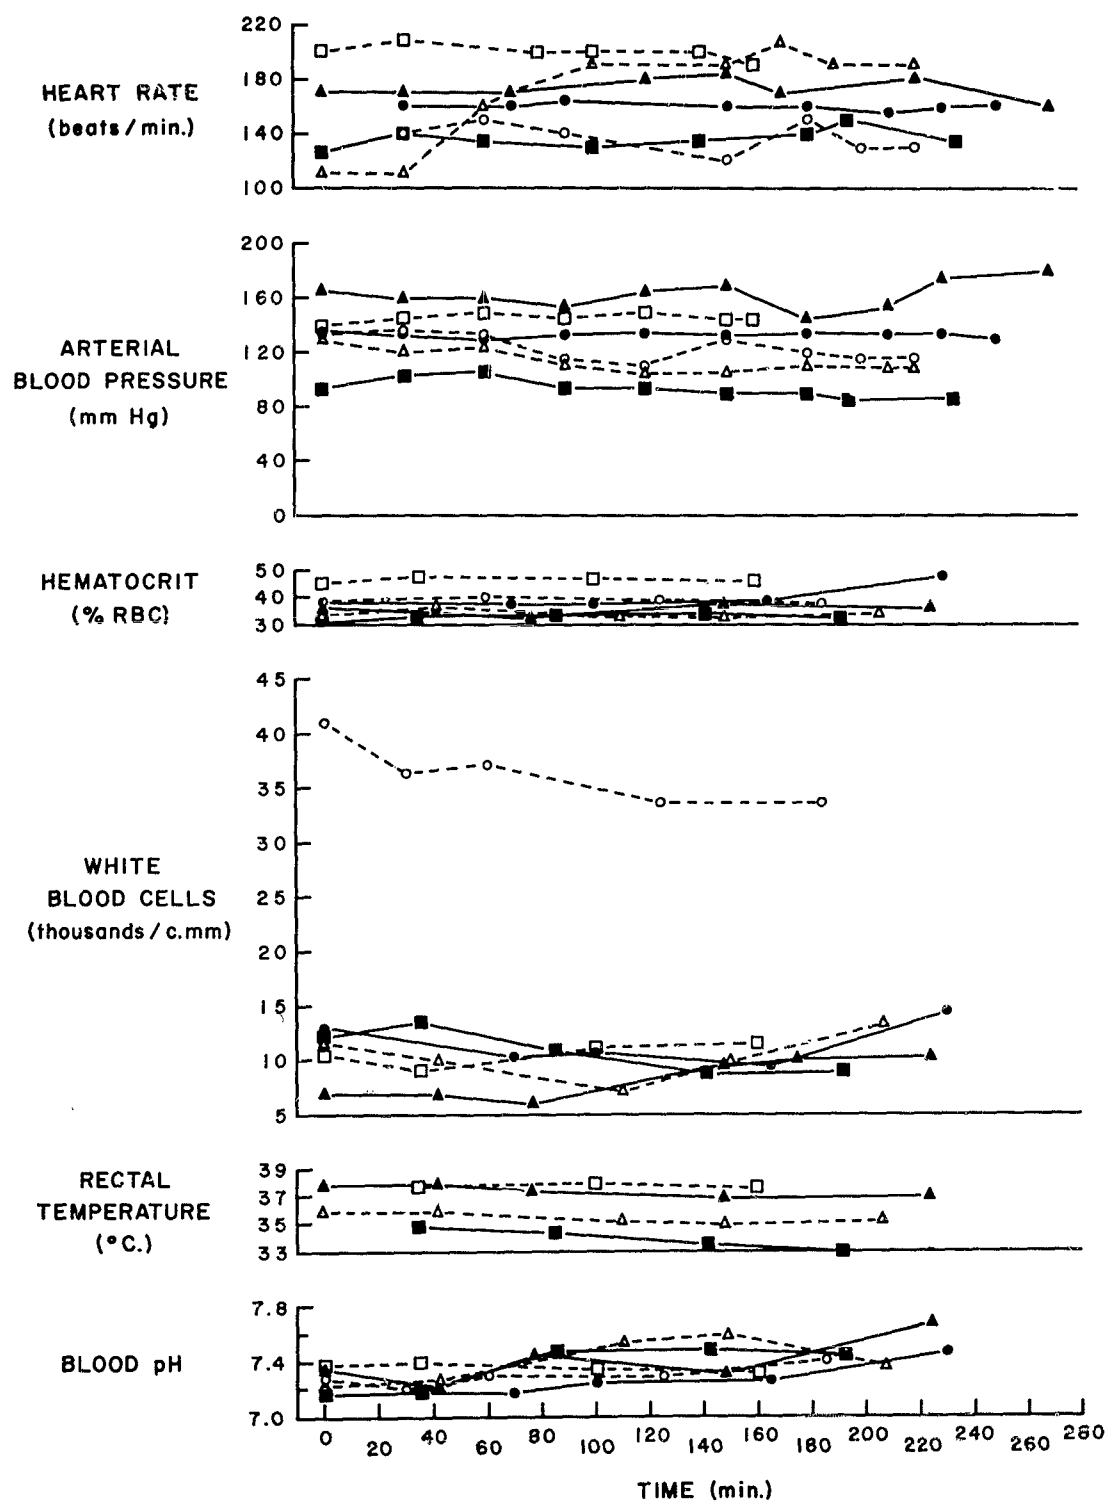 220
180
140
100
HEART RATE
(beats/min.)
200
160
120
80
40
0
ARTERIAL
BLOOD PRESSURE
(mm Hg)
50
40
30
HEMATOCRIT
(% RBC)
45
40
35
30
25
20
15
10
5
WHITE
BLOOD CELLS
(thousands/c.mm)
39
37
35
33
RECTAL
TEMPERATURE
(°C.)
7.8
7.4
7.0
BLOOD pH
0 20 40 60 80 100 120 140 160 180 200 220 240 260 280
TIME (min.)